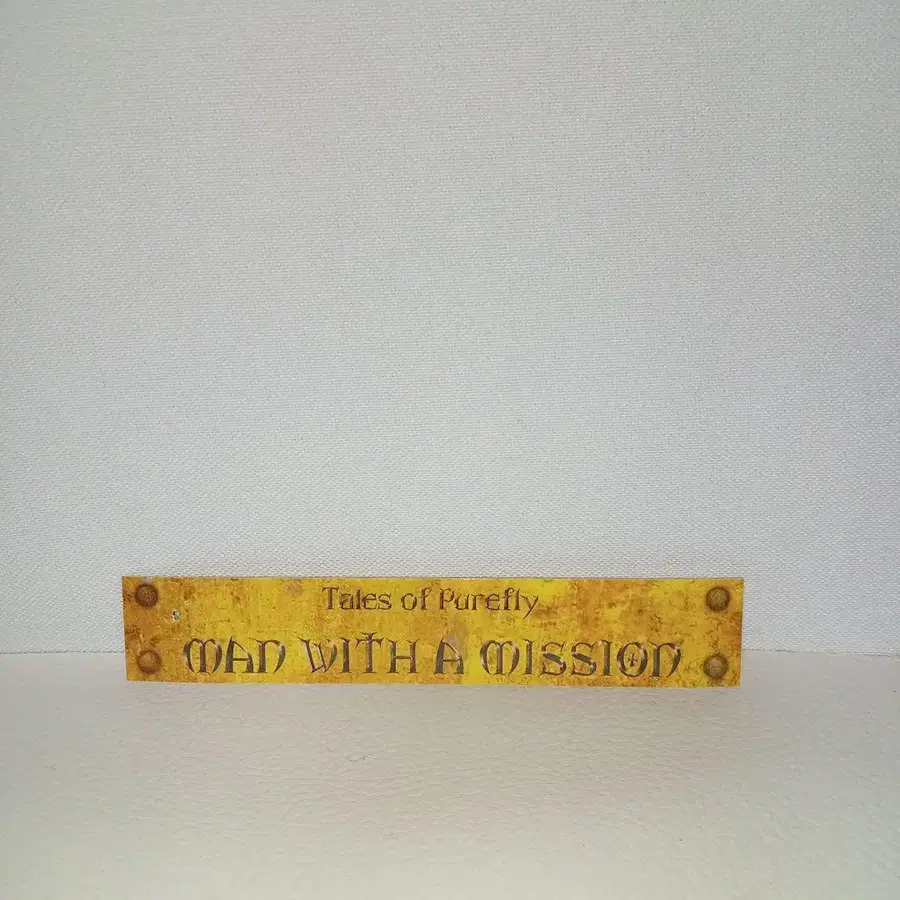 Tales of Purefly
MAN WITH A MISSION